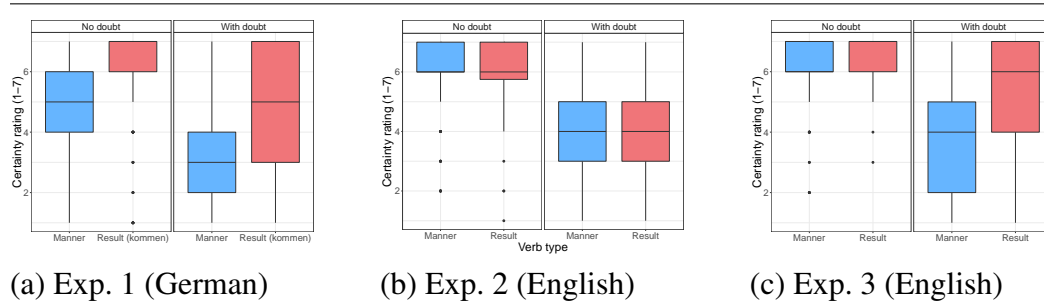 No doubt
With doubt
Certainty rating (1−7)
6
4
2
Manner
Result (kommen)
Manner
Result (kommen)
(a) Exp. 1 (German)
No doubt
With doubt
Certainty rating (1−7)
6
4
2
Manner
Result
Manner
Result
Verb type
(b) Exp. 2 (English)
No doubt
With doubt
Certainty rating (1−7)
6
4
2
Manner
Result
Manner
Result
(c) Exp. 3 (English)